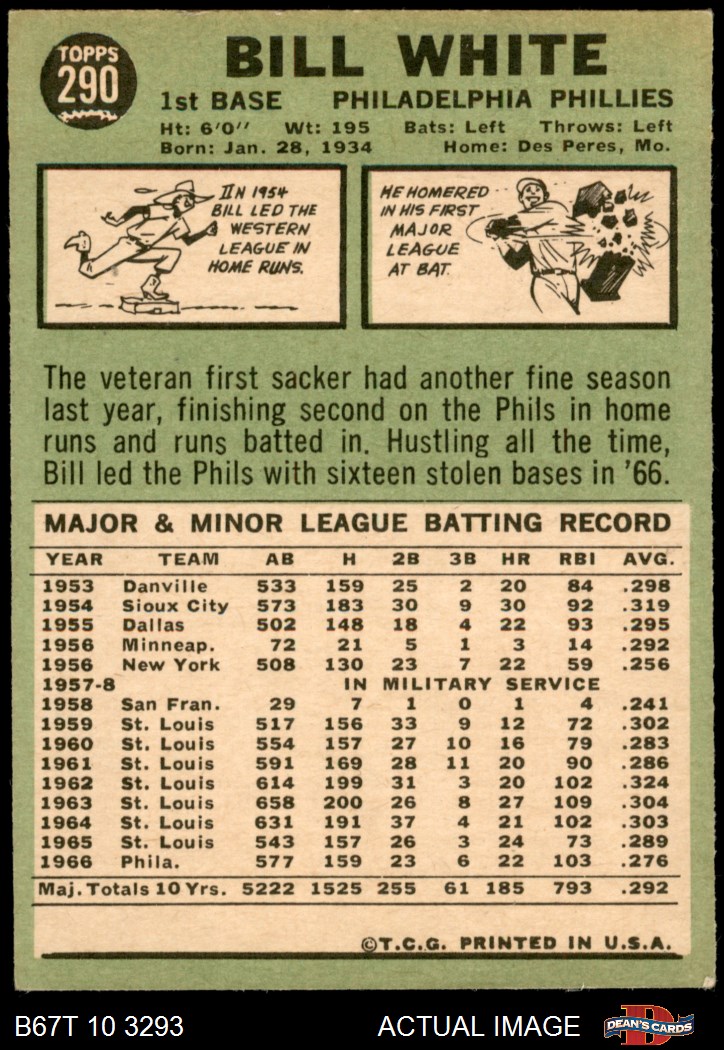 TOPPS
290
BILL WHITE
1st BASE PHILADELPHIA PHILLIES
Ht: 6'0" Wt: 195 Bats: Left Throws: Left
Born: Jan. 28, 1934 Home: Des Peres, Mo.
IN 1954
BILL LED THE
WESTERN
LEAGUE IN
HOME RUNS.
HE HOMERED
IN HIS FIRST
MAJOR
LEAGUE
AT BAT.
The veteran first sacker had another fine season
last year, finishing second on the Phils in home
runs and runs batted in. Hustling all the time,
Bill led the Phils with sixteen stolen bases in '66.
MAJOR & MINOR LEAGUE BATTING RECORD
YEAR TEAM AB H 2B 3B HR RBI AVG.
1953 Danville 533 159 25 2 20 84 .298
1954 Sioux City 573 183 30 9 30 92 .319
1955 Dallas 502 148 18 4 22 93 .295
1956 Minneap. 72 21 5 1 3 14 .292
1956 New York 508 130 23 7 22 59 .256
1957-8 IN MILITARY SERVICE
1958 San Fran. 29 7 1 0 1 4 .241
1959 St. Louis 517 156 33 9 12 72 .302
1960 St. Louis 554 157 27 10 16 79 .283
1961 St. Louis 591 169 28 11 20 90 .286
1962 St. Louis 614 199 31 3 20 102 .324
1963 St. Louis 658 200 26 8 27 109 .304
1964 St. Louis 631 191 37 4 21 102 .303
1965 St. Louis 543 157 26 3 24 73 .289
1966 Phila. 577 159 23 6 22 103 .276
Maj. Totals 10 Yrs. 5222 1525 255 61 185 793 .292
©T.C.G. PRINTED IN U.S.A.
B67T 10 3293 ACTUAL IMAGE
D
DEAN'S CARDS